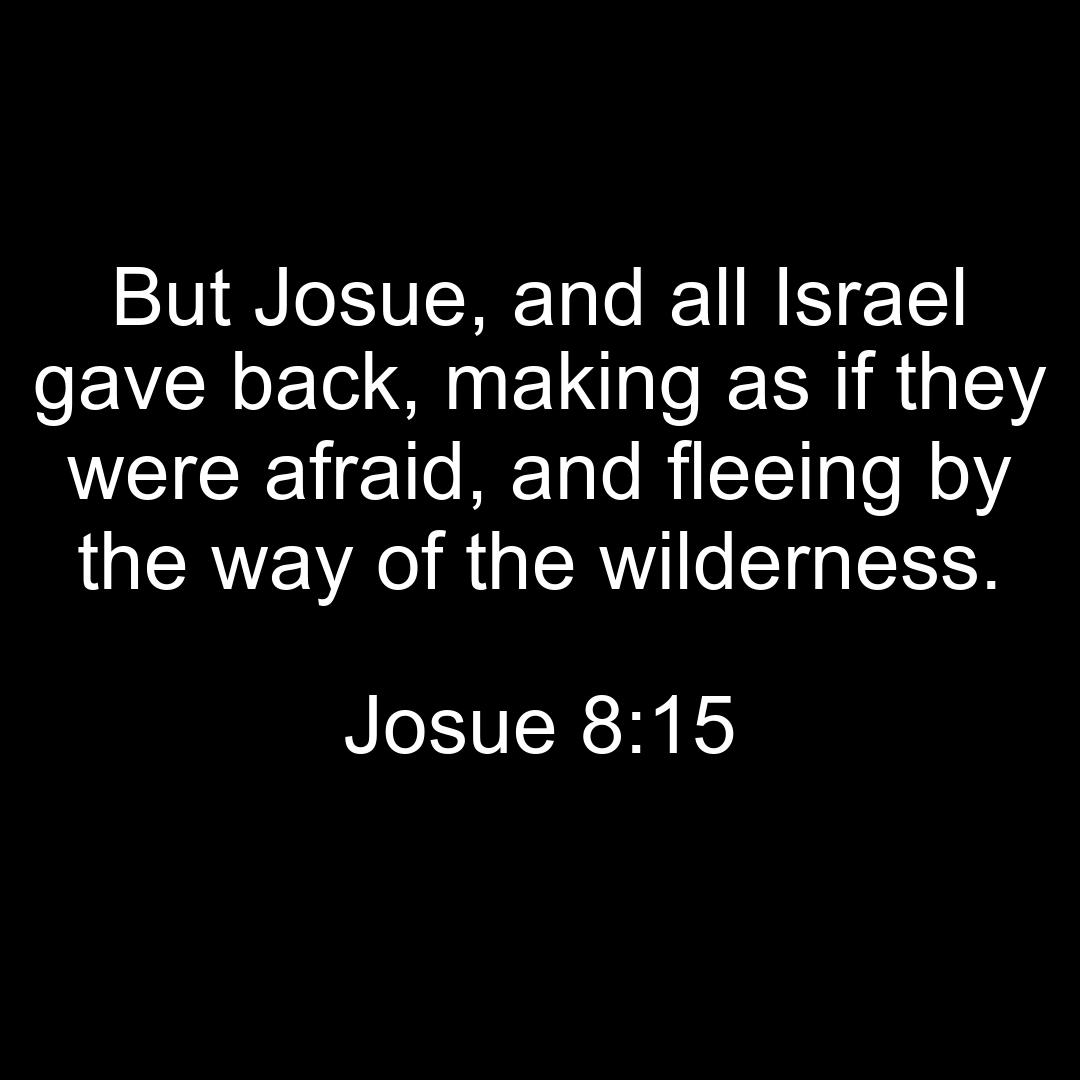 But Josue, and all Israel
gave back, making as if they
were afraid, and fleeing by
the way of the wilderness.
Josue 8:15